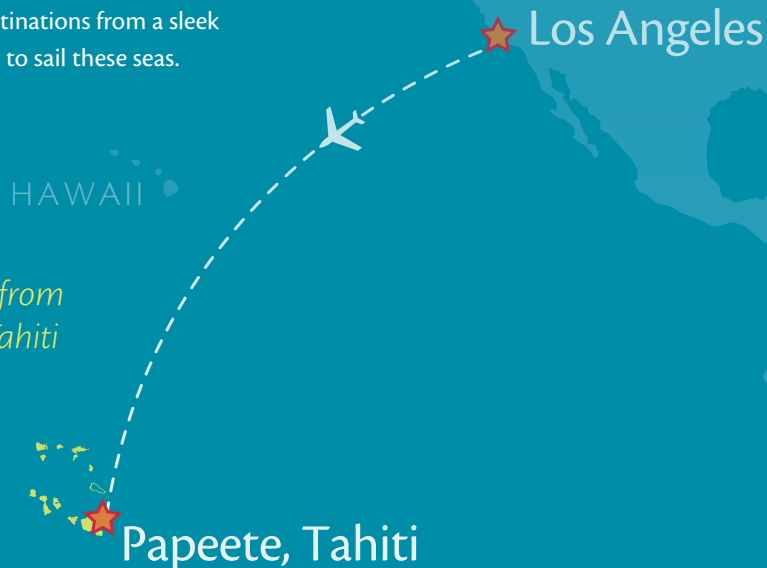 tinations from a sleek
to sail these seas.
Los Angeles
HAWAII
from
ahiti
Papeete, Tahiti